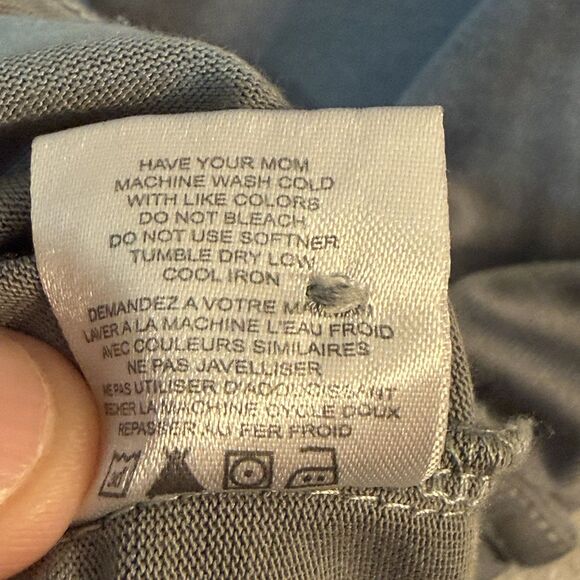 HAVE YOUR MOM
MACHINE WASH COLD
WITH LIKE COLORS
DO NOT BLEACH
DO NOT USE SOFTNER
TUMBLE DRY LOW
COOL IRON
DEMANDEZ A VOTRE
LAVER A LA MACHINE L'EAU FROID
AVEC COULEURS SIMILAIRES
NE PAS JAVELLISER
NE PAS UTILISER D'ADOUCISSANT
SECHER LA MACHINE CYCLE DOUX
REPASSER AU FER FROID